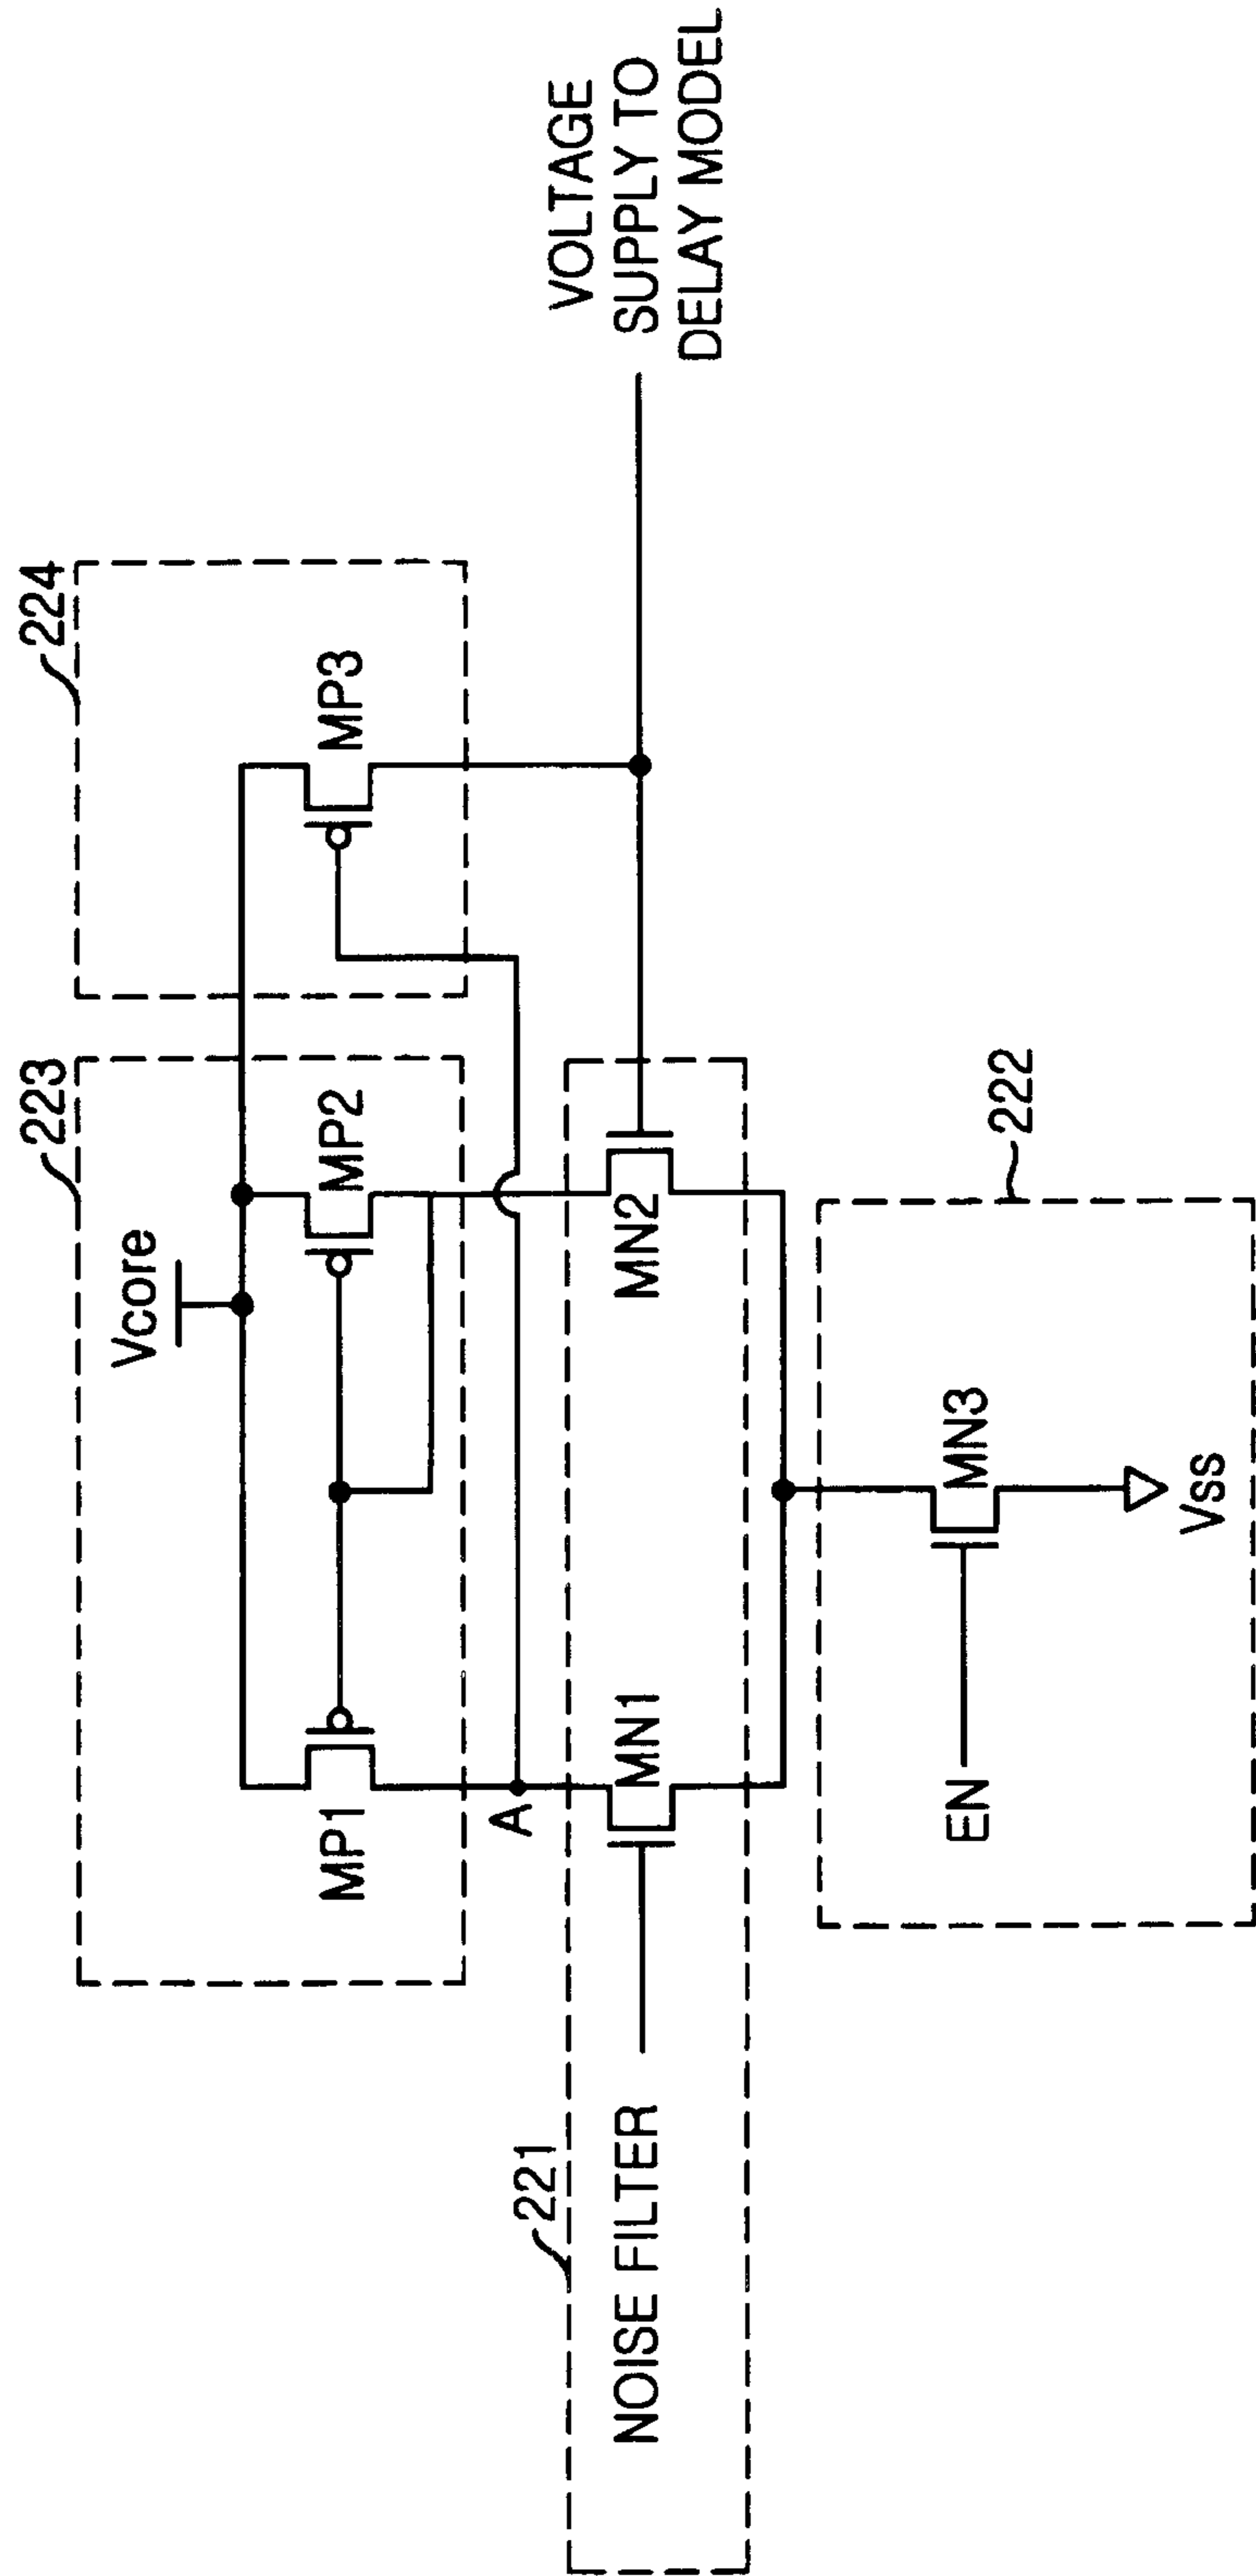 223
224
Vcore
MP1
MP2
MP3
A
221
NOISE FILTER
MN1
MN2
VOLTAGE
SUPPLY TO
DELAY MODEL
222
EN
MN3
Vss